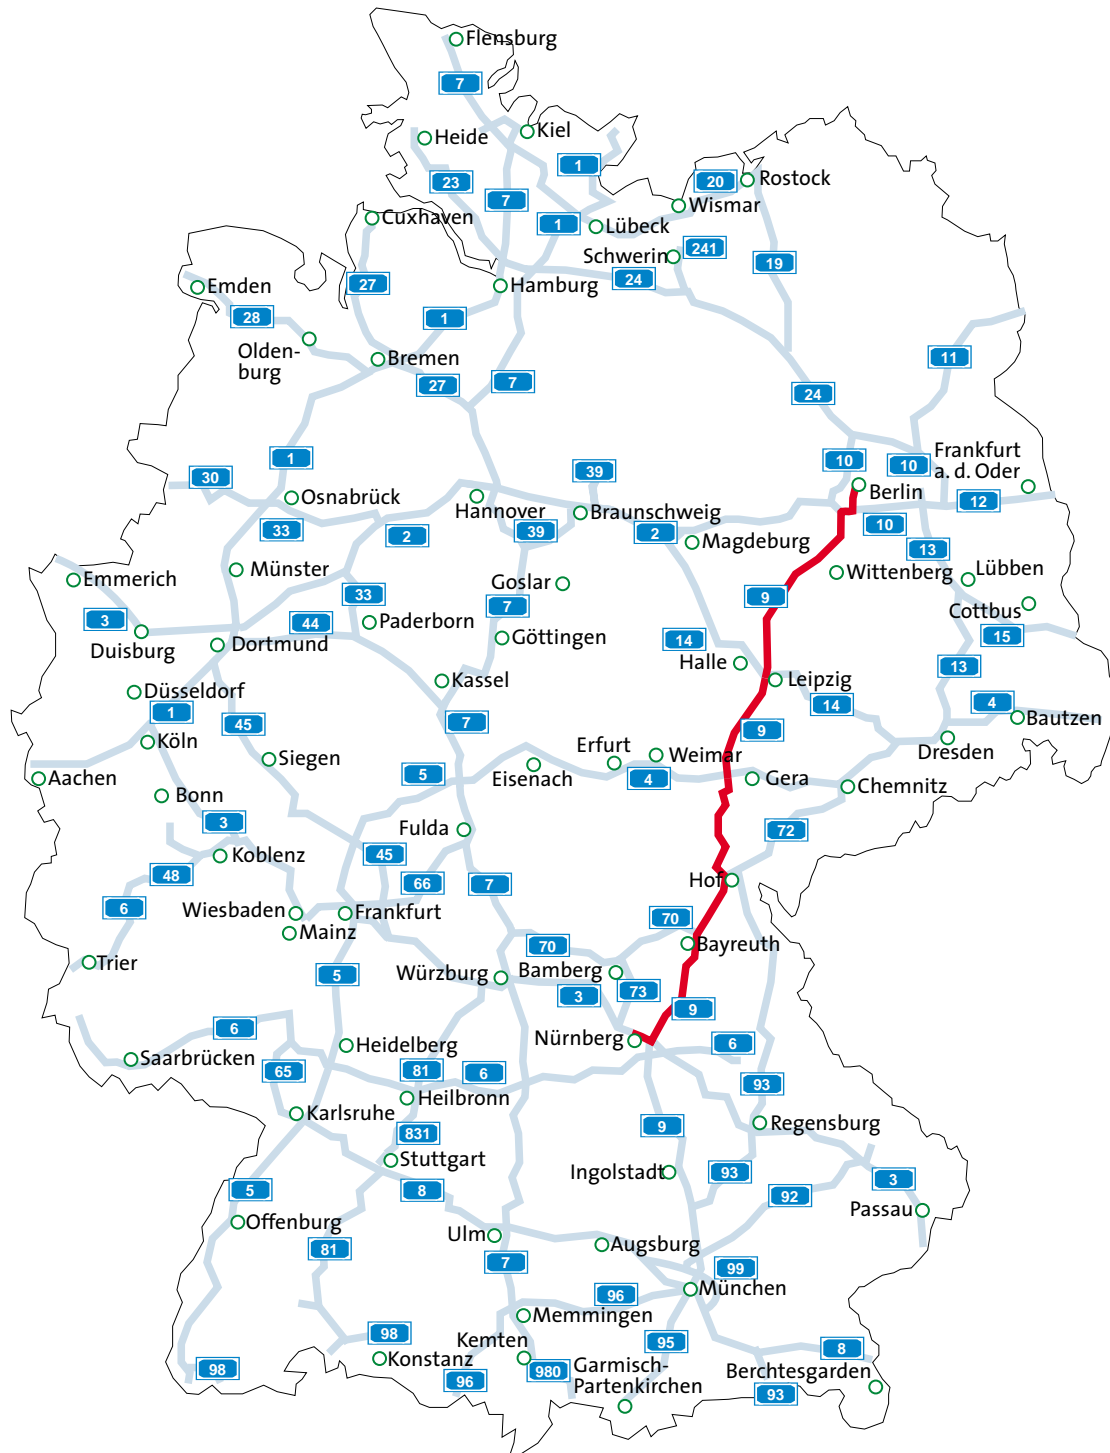 Flensburg
7
Kiel
Heide
1
23
20
Rostock
7
Wismar
Cuxhaven
1
Lübeck
241
Schwerin
19
24
27
Emden
Hamburg
28
1
Olden-
burg
Bremen
11
27
7
24
Frankfurt
a. d. Oder
1
10
10
39
30
Berlin
Osnabrück
12
Hannover
Braunschweig
10
33
39
2
2
Magdeburg
13
Münster
Wittenberg
Lübben
Emmerich
Goslar
33
9
7
Cottbus
3
44
Paderborn
15
Duisburg
Dortmund
Göttingen
14
Halle
13
Kassel
Leipzig
Düsseldorf
4
1
14
Bautzen
45
7
9
Köln
Dresden
Siegen
Erfurt
Weimar
5
Eisenach
4
Gera
Aachen
Chemnitz
Bonn
3
Fulda
72
Koblenz
45
48
66
7
Hof
6
Wiesbaden
Frankfurt
70
Mainz
70
Bayreuth
Trier
5
Würzburg
Bamberg
3
73
9
6
Nürnberg
6
Heidelberg
Saarbrücken
65
81
6
93
Heilbronn
Karlsruhe
9
Regensburg
831
Stuttgart
Ingolstadt
93
3
5
8
92
Passau
Offenburg
Ulm
Augsburg
81
7
99
München
96
Memmingen
98
Kemten
95
8
Konstanz
Garmisch-
Partenkirchen
Berchtesgarden
98
96
980
93